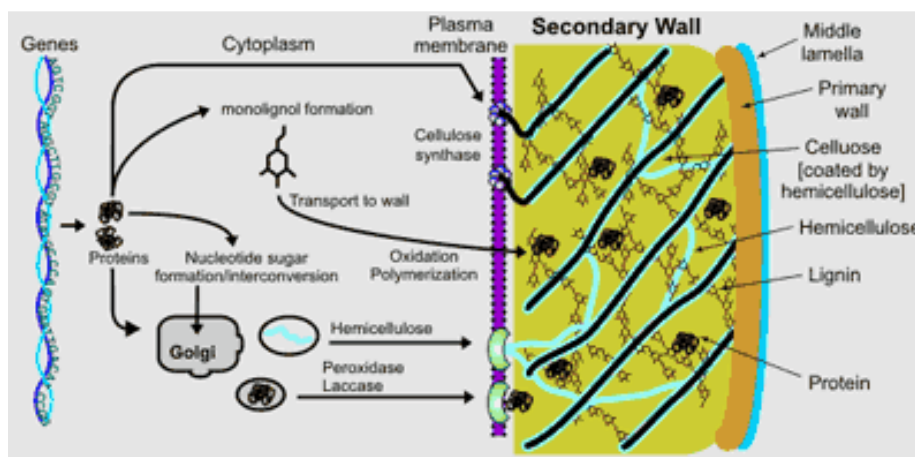 Genes
Cytoplasm
Plasma
membrane
Secondary Wall
Middle
lamella
Primary
wall
monolignol formation
Cellulose
synthase
Celluose
[coated by
hemicellulose]
Transport to wall
Hemicellulose
Proteins
Nucleotide sugar
formation/interconversion
Oxidation
Polymerization
Lignin
Golgi
Hemicellulose
Peroxidase
Laccase
Protein